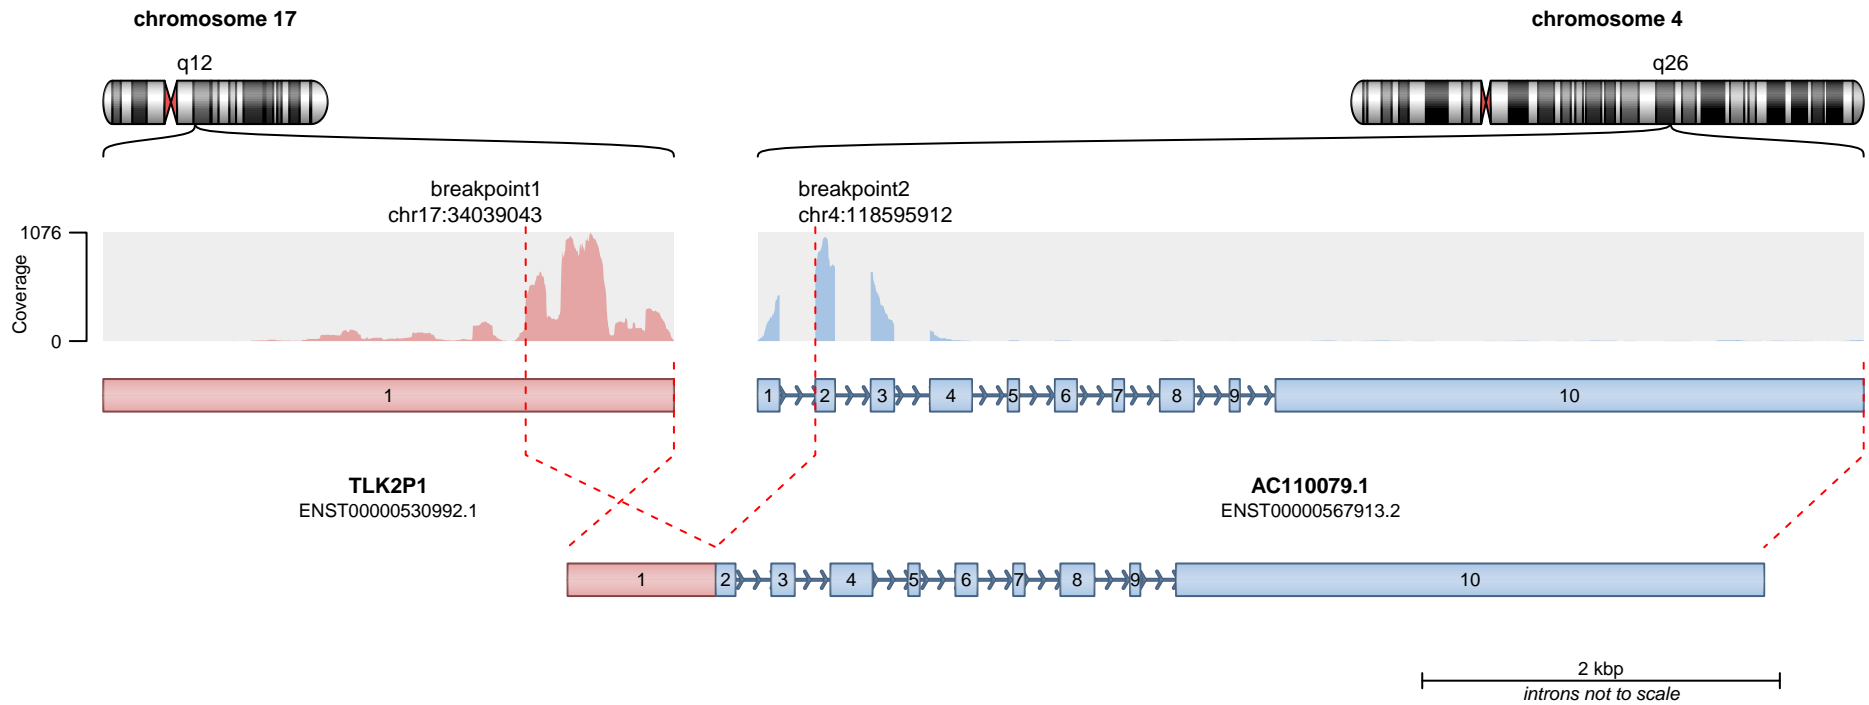 chromosome 17
chromosome 4
q12
q26
breakpoint1
chr17:34039043
breakpoint2
chr4:118595912
1076
Coverage
0
1
1 2 3 4 5 6 7 8 9 10
TLK2P1
ENST00000530992.1
AC110079.1
ENST00000567913.2
1 2 3 4 5 6 7 8 9 10
2 kbp
introns not to scale